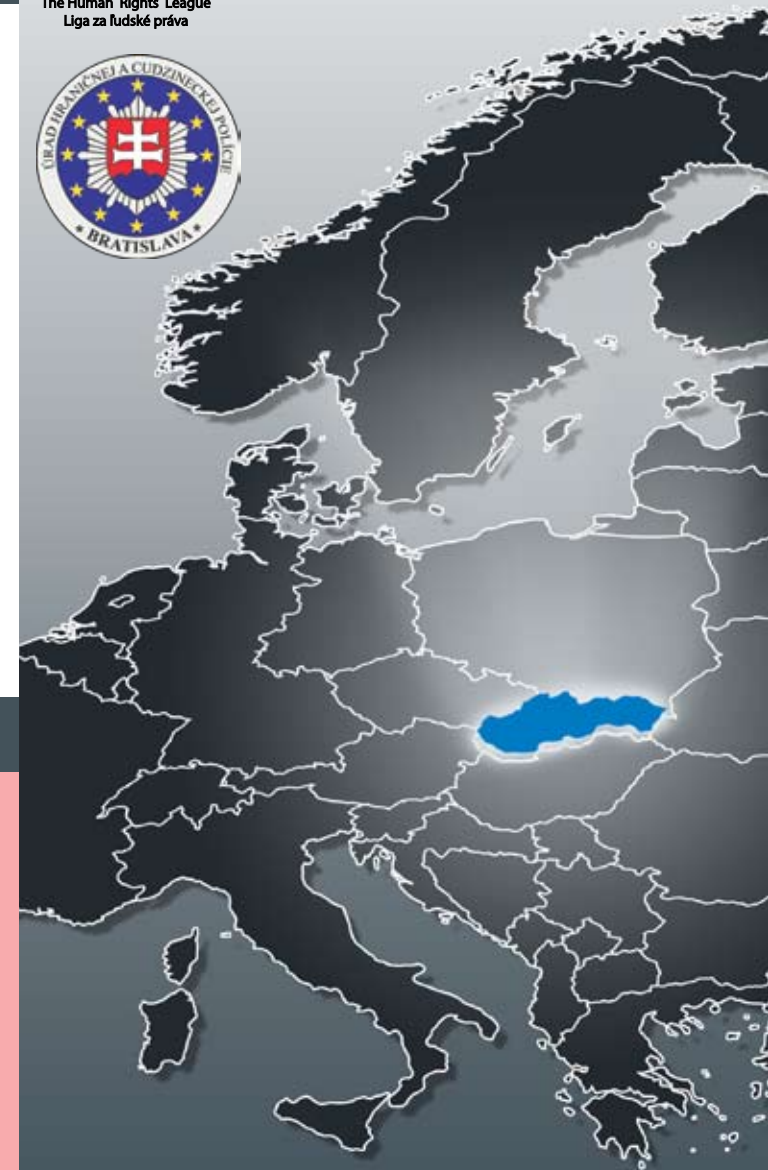 The Human Rights League
Liga za ľudské práva
ÚRAD HRANIČNEJ A CUDZINECKEJ POLÍCIE
* BRATISLAVA *